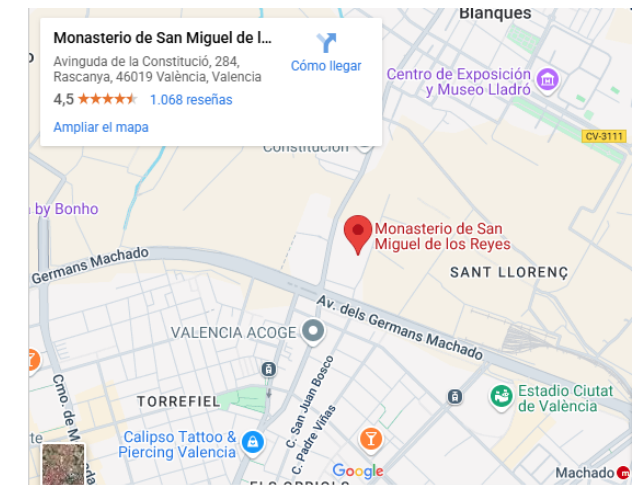 Monasterio de San Miguel de l...
Avinguda de la Constitució, 284,
Rascanya, 46019 València, Valencia
4,5
1.068 reseñas
Ampliar el mapa
Cómo llegar
Blanques
Centro de Exposición
y Museo Lladró
CV-3111
Constitución
a by Bonho
Monasterio de San
Miguel de los Reyes
Germans Machado
SANT LLORENÇ
Av. dels Germans Machado
VALENCIA ACOGE
TORREFIEL
C. San Juan Bosco
C. Padre Viñas
Estadio Ciutat
de València
Calipso Tattoo &
Piercing Valencia
Google
Machado